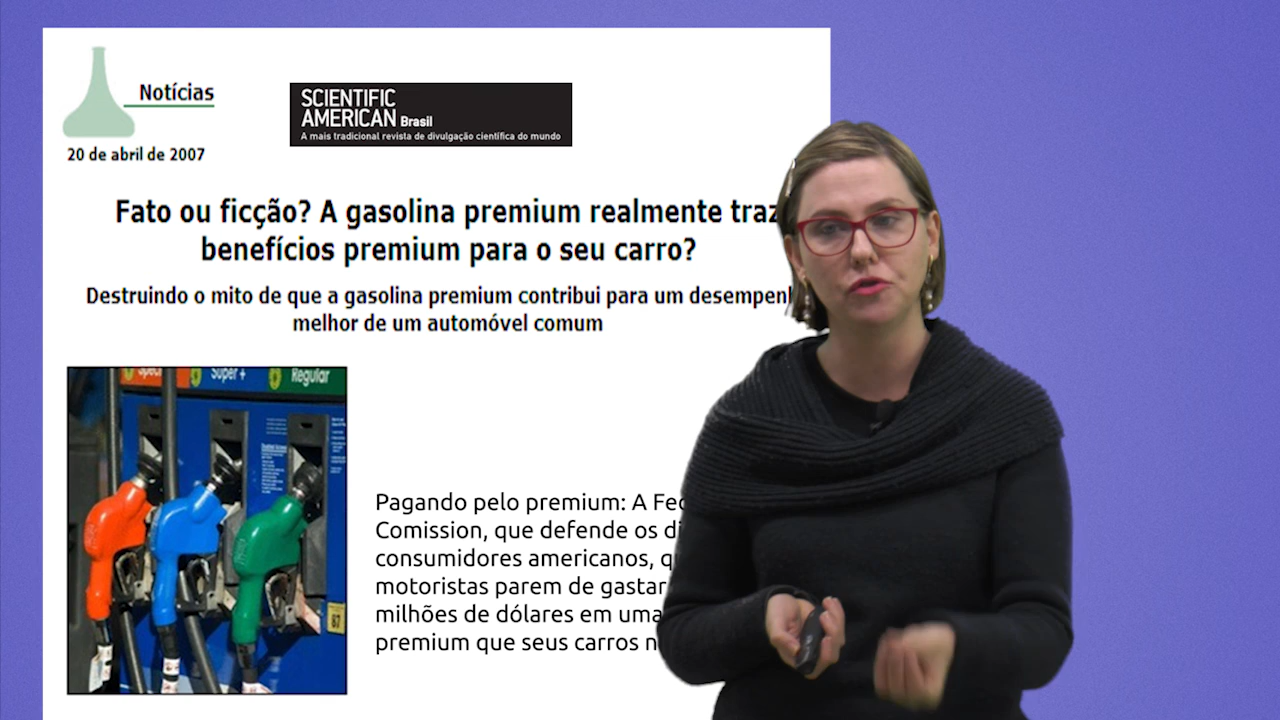 Notícias
SCIENTIFIC
AMERICAN Brasil
A mais tradicional revista de divulgação científica do mundo
20 de abril de 2007
Fato ou ficção? A gasolina premium realmente traz
benefícios premium para o seu carro?
Destruindo o mito de que a gasolina premium contribui para um
melhor de um automóvel comum
Super+
Regular
87
Pagando pelo premium: A
Comission, que defende os
consumidores americanos,
motoristas parem de gastar
milhões de dólares em uma
premium que seus carros